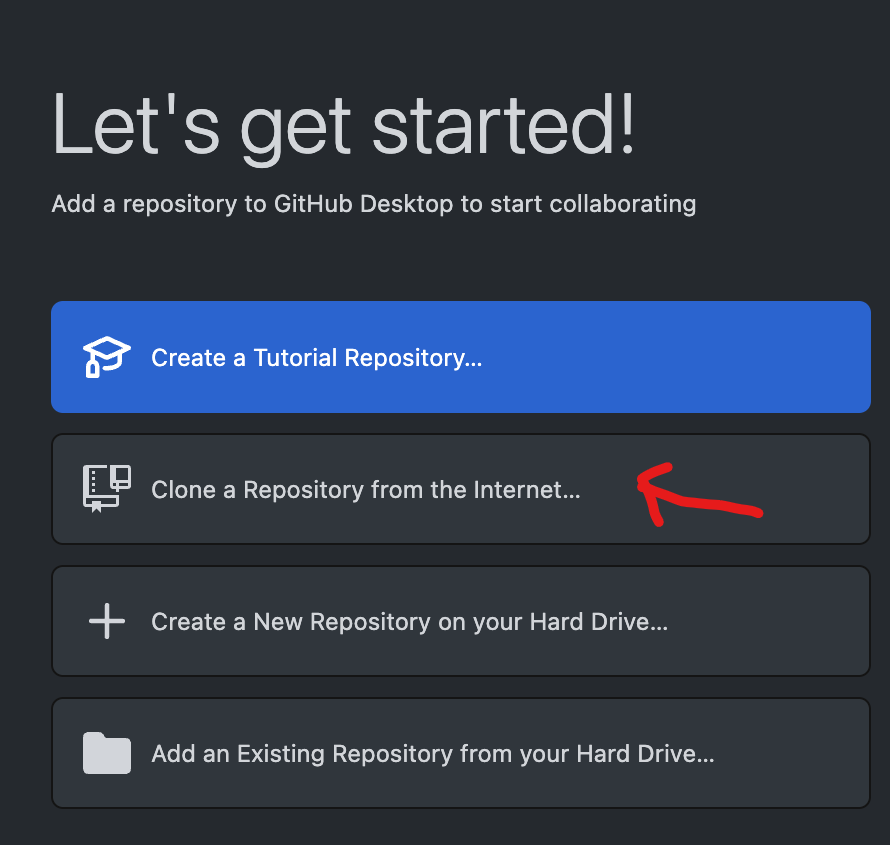 Let's get started!
Add a repository to GitHub Desktop to start collaborating
Create a Tutorial Repository...
Clone a Repository from the Internet...
Create a New Repository on your Hard Drive...
Add an Existing Repository from your Hard Drive...